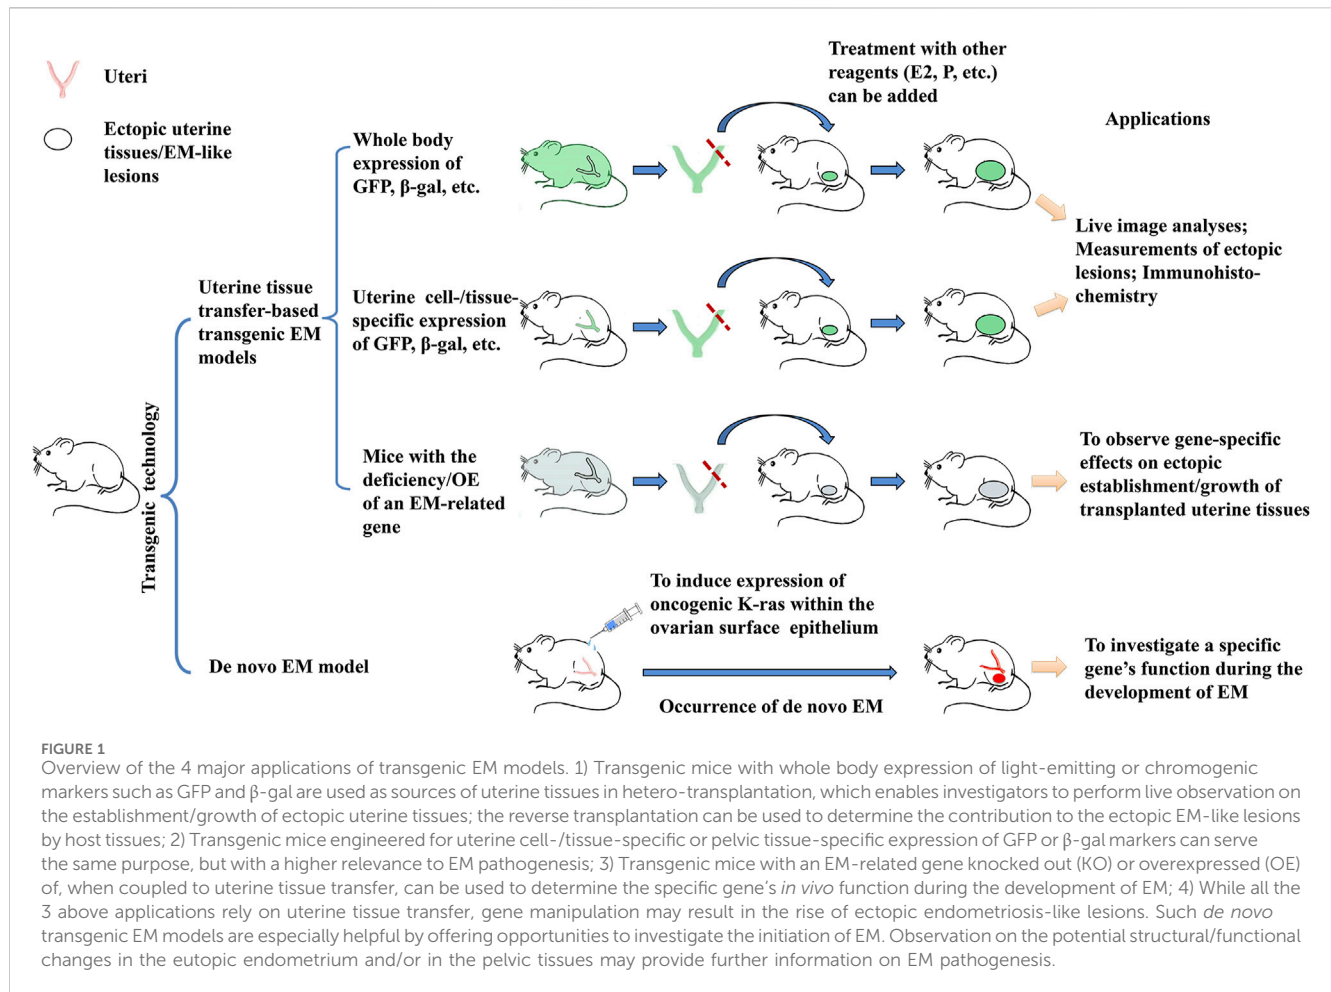 Uteri
Ectopic uterine
tissues/EM-like
lesions
Treatment with other
reagents (E2, P, etc.)
can be added
Applications
Whole body
expression of
GFP, β-gal, etc.
Uterine tissue
transfer-based
transgenic EM
models
Uterine cell-/tissue-
specific expression
of GFP, β-gal, etc.
Live image analyses;
Measurements of ectopic
lesions; Immunohisto-
chemistry
Transgenic technology
Mice with the
deficiency/OE
of an EM-related
gene
To observe gene-specific
effects on ectopic
establishment/growth of
transplanted uterine tissues
De novo EM model
To induce expression of
oncogenic K-ras within the
ovarian surface epithelium
Occurrence of de novo EM
To investigate a specific
gene's function during the
development of EM
FIGURE 1
Overview of the 4 major applications of transgenic EM models. 1) Transgenic mice with whole body expression of light-emitting or chromogenic
markers such as GFP and β-gal are used as sources of uterine tissues in hetero-transplantation, which enables investigators to perform live observation on
the establishment/growth of ectopic uterine tissues; the reverse transplantation can be used to determine the contribution to the ectopic EM-like lesions
by host tissues; 2) Transgenic mice engineered for uterine cell-/tissue-specific or pelvic tissue-specific expression of GFP or β-gal markers can serve
the same purpose, but with a higher relevance to EM pathogenesis; 3) Transgenic mice with an EM-related gene knocked out (KO) or overexpressed (OE)
of, when coupled to uterine tissue transfer, can be used to determine the specific gene's in vivo function during the development of EM; 4) While all the
3 above applications rely on uterine tissue transfer, gene manipulation may result in the rise of ectopic endometriosis-like lesions. Such de novo
transgenic EM models are especially helpful by offering opportunities to investigate the initiation of EM. Observation on the potential structural/functional
changes in the eutopic endometrium and/or in the pelvic tissues may provide further information on EM pathogenesis.